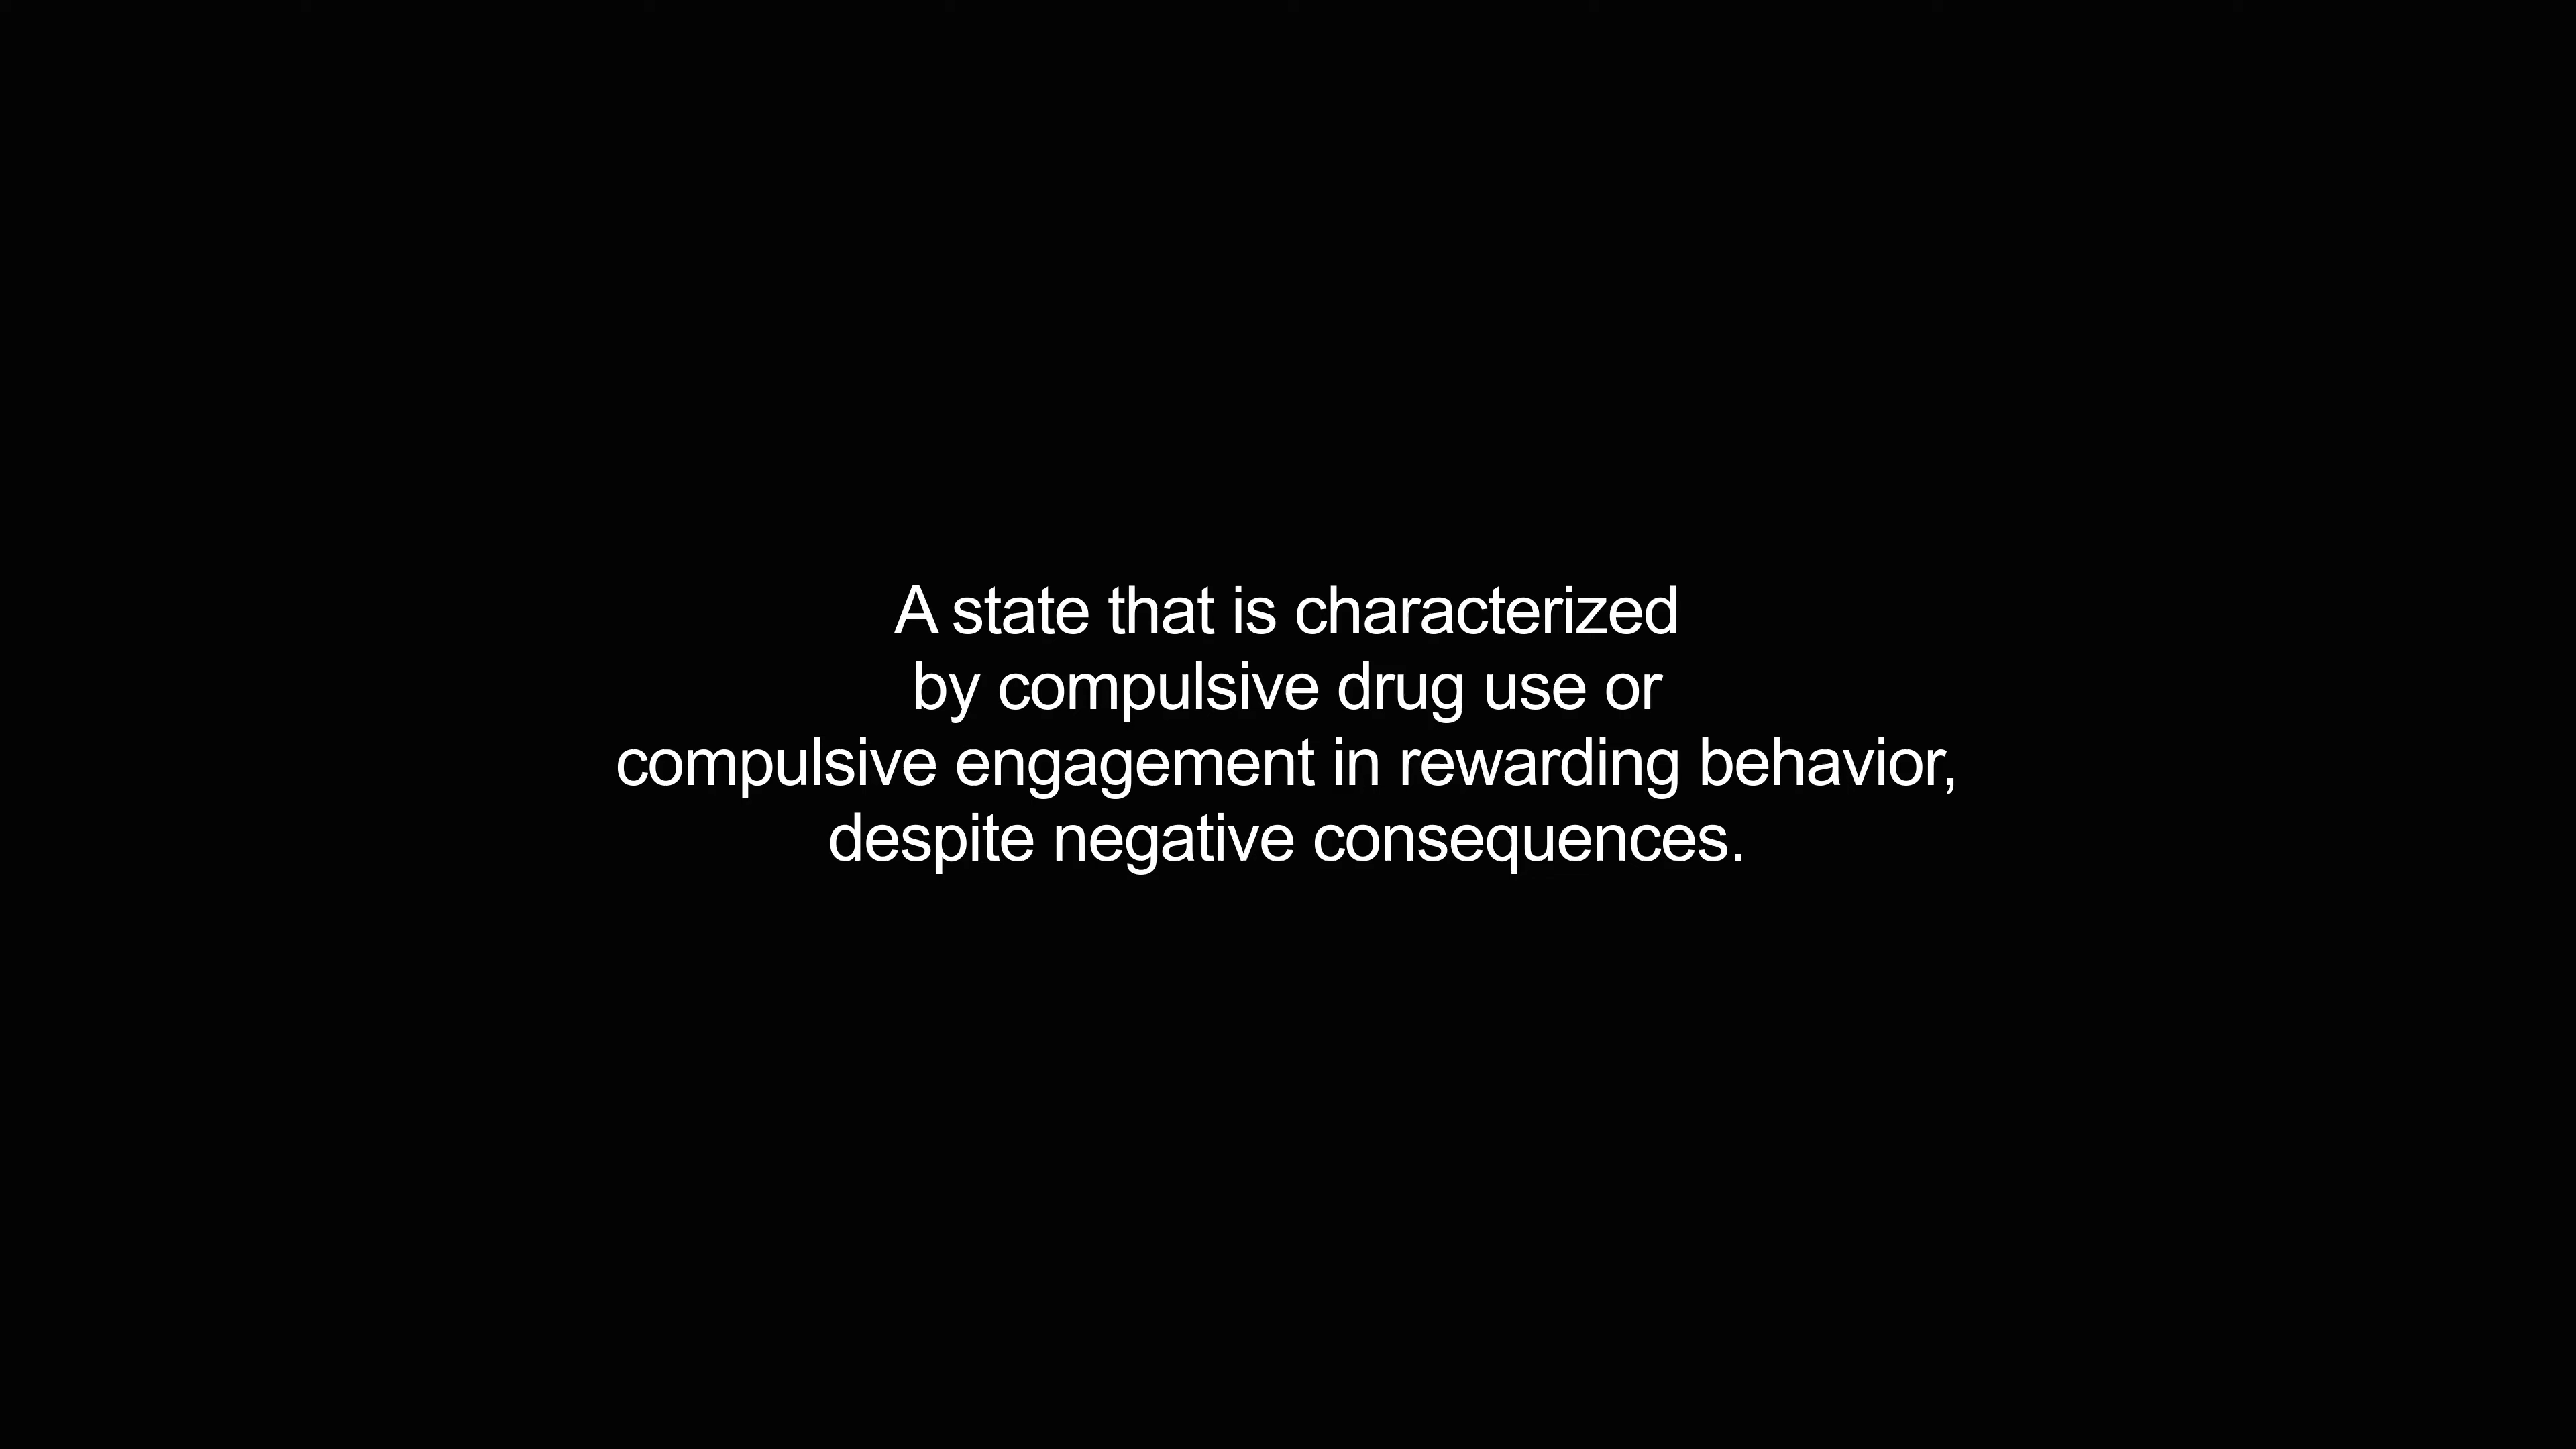 A state that is characterized
by compulsive drug use or
compulsive engagement in rewarding behavior,
despite negative consequences.